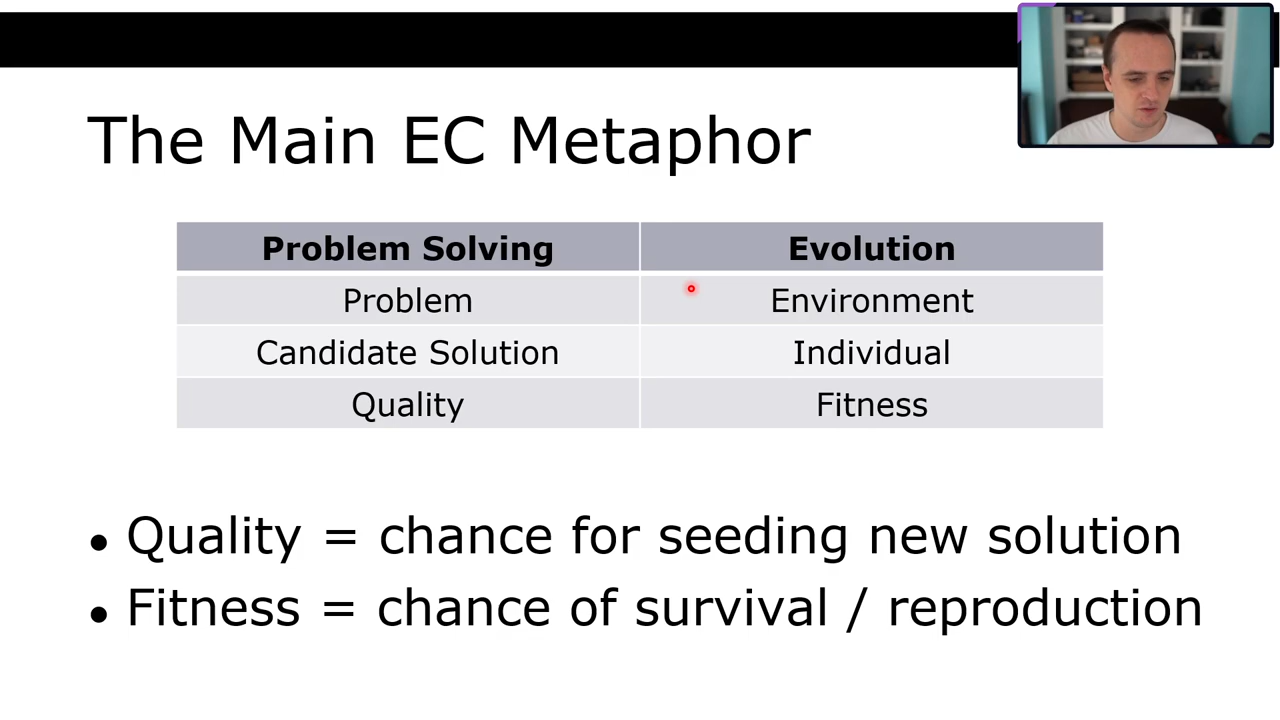 The Main EC Metaphor
Problem Solving Evolution
Problem Environment
Candidate Solution Individual
Quality Fitness
• Quality = chance for seeding new solution
• Fitness = chance of survival / reproduction